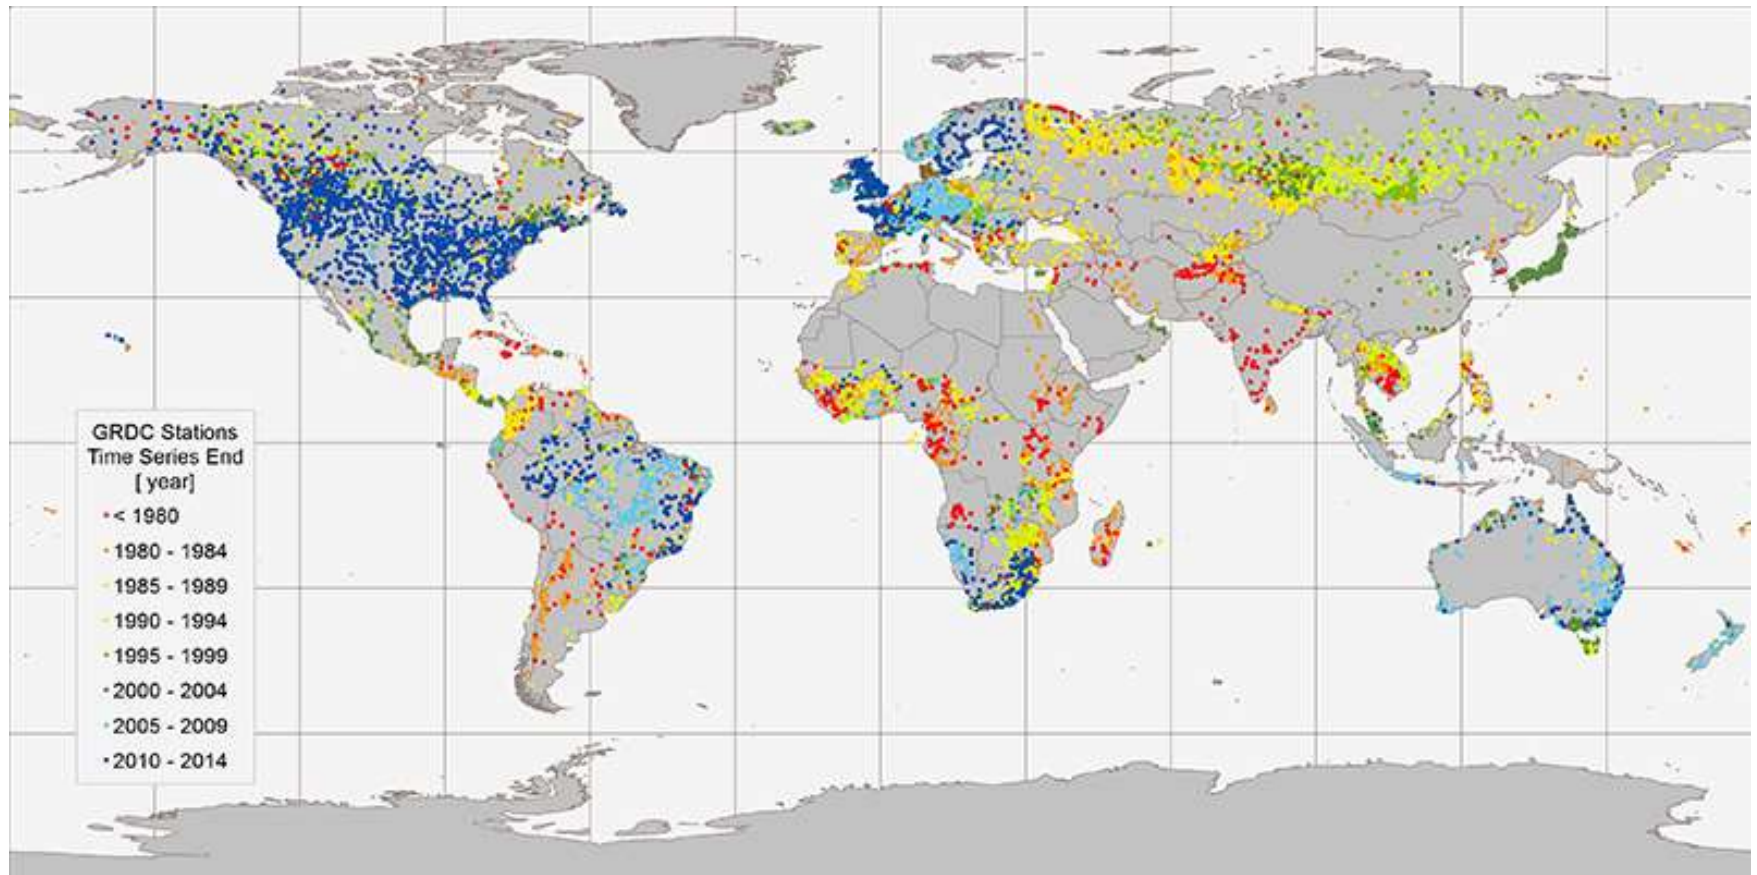 GRDC Stations
Time Series End
[ year]
< 1980
1980 - 1984
1985 - 1989
1990 - 1994
1995 - 1999
2000 - 2004
2005 - 2009
2010 - 2014